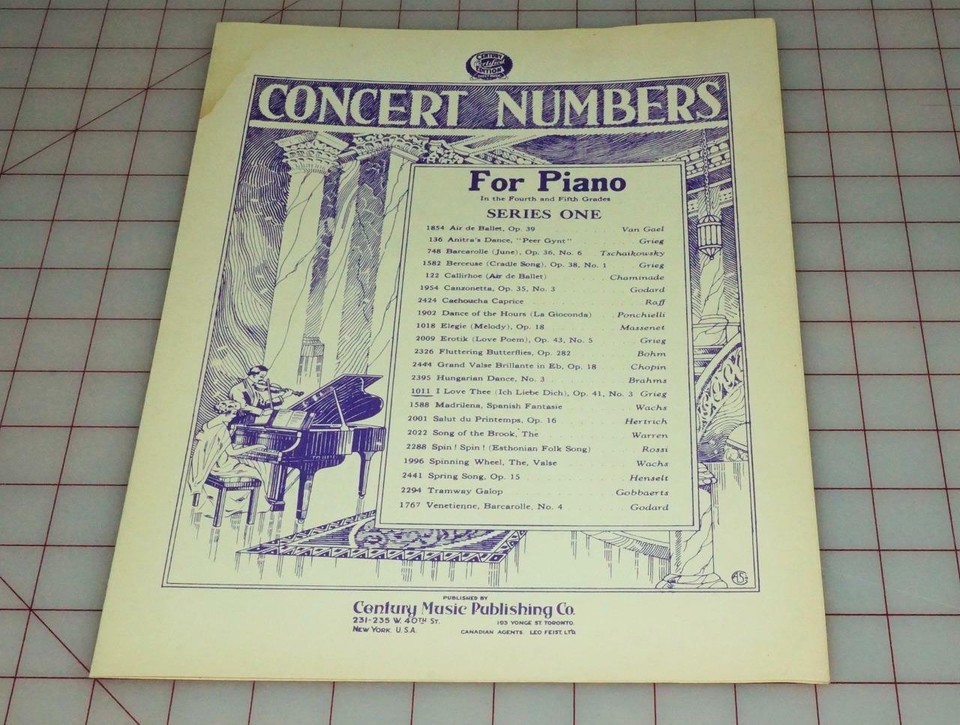 CENTURY
Certified
EDITION
CONCERT NUMBERS
For Piano
In the Fourth and Fifth Grades
SERIES ONE
1854 Air de Ballet, Op. 39 Van Gael
136 Anitra's Dance, "Peer Gynt" Grieg
748 Barcarolle (June), Op. 36, No. 6 Tschaikowsky
1582 Berceuse (Cradle Song), Op. 38, No. 1 Grieg
122 Callirhoe (Air de Ballet) Chaminade
1954 Canzonetta, Op. 35, No. 3 Godard
2424 Cachoucha Caprice Raff
1902 Dance of the Hours (La Gioconda) Ponchielli
1018 Elegie (Melody), Op. 18 Massenet
2009 Erotik (Love Poem), Op. 43, No. 5 Grieg
2326 Fluttering Butterflies, Op. 282 Bohm
2444 Grand Valse Brillante in Eb, Op. 18 Chopin
2395 Hungarian Dance, No. 3 Brahms
1011 I Love Thee (Ich Liebe Dich), Op. 41, No. 3 Grieg
1588 Madrilena, Spanish Fantasie Wachs
2001 Salut du Printemps, Op. 16 Hertrich
2022 Song of the Brook, The Warren
2288 Spin! Spin! (Esthonian Folk Song) Rossi
1996 Spinning Wheel, The, Valse Wachs
2441 Spring Song, Op. 15 Henselt
2294 Tramway Galop Gobbaerts
1767 Venetienne, Barcarolle, No. 4 Godard
PUBLISHED BY
Century Music Publishing Co.
231-235 W. 40TH ST. 193 YONGE ST. TORONTO.
NEW YORK, U.S.A. CANADIAN AGENTS LEO FEIST, LTD.